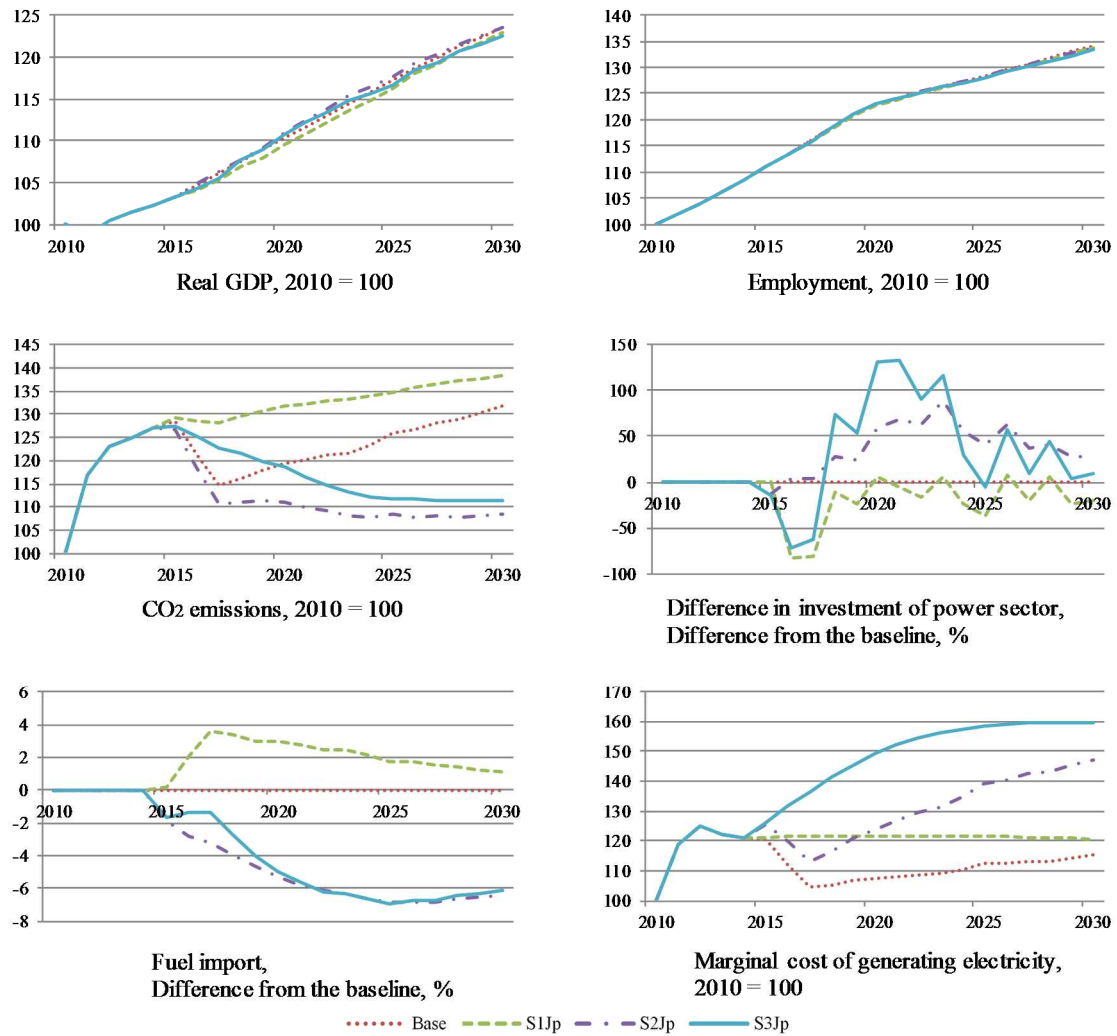 125
120
115
110
105
100
2010 2015 2020 2025 2030
Real GDP, 2010 = 100
140
135
130
125
120
115
110
105
100
2010 2015 2020 2025 2030
Employment, 2010 = 100
145
140
135
130
125
120
115
110
105
100
2010 2015 2020 2025 2030
CO2 emissions, 2010 = 100
150
100
50
0
-50
-100
2010 2015 2020 2025 2030
Difference in investment of power sector,
Difference from the baseline, %
6
4
2
0
-2
-4
-6
-8
2010 2015 2020 2025 2030
Fuel import,
Difference from the baseline, %
170
160
150
140
130
120
110
100
2010 2015 2020 2025 2030
Marginal cost of generating electricity,
2010 = 100
Base S1Jp S2Jp S3Jp